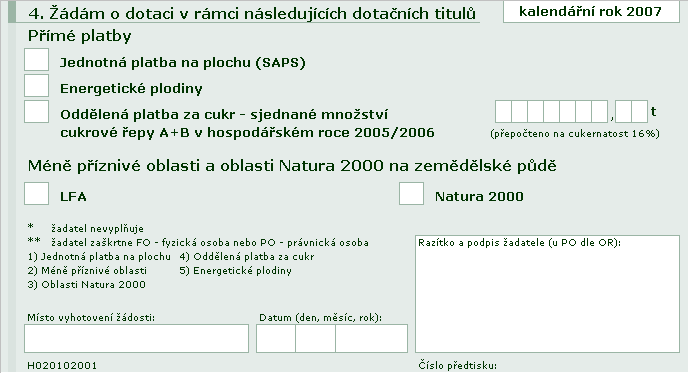 4. Žádám o dotaci v rámci následujících dotačních titulů
kalendářní rok 2007
Přímé platby
Jednotná platba na plochu (SAPS)
Energetické plodiny
Oddělená platba za cukr - sjednané množství
cukrové řepy A+B v hospodářském roce 2005/2006
, t
(přepočteno na cukernatost 16%)
Méně příznivé oblasti a oblasti Natura 2000 na zemědělské půdě
LFA
Natura 2000
* žadatel nevyplňuje
** žadatel zaškrtne FO - fyzická osoba nebo PO - právnická osoba
1) Jednotná platba na plochu 4) Oddělená platba za cukr
2) Méně příznivé oblasti 5) Energetické plodiny
3) Oblasti Natura 2000
Razítko a podpis žadatele (u PO dle OR):
Místo vyhotovení žádosti:
Datum (den, měsíc, rok):
H020102001
Číslo předtisku: